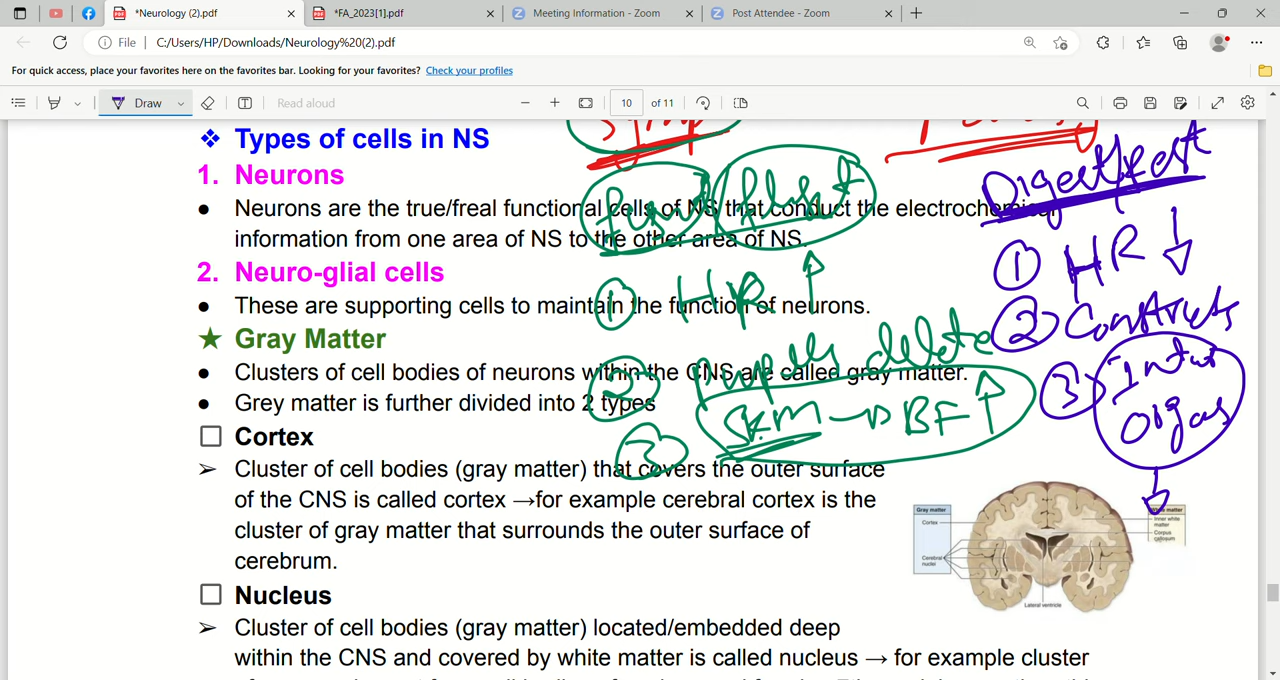 *Neurology (2).pdf
*FA_2023[1].pdf
Meeting Information - Zoom
Post Attendee - Zoom
File
C:/Users/HP/Downloads/Neurology%20(2).pdf
For quick access, place your favorites here on the favorites bar. Looking for your favorites? Check your profiles
Draw
Read aloud
10 of 11
❖ Types of cells in NS
1. Neurons
● Neurons are the true/freal functional cells of NS that conduct the electrochemical
information from one area of NS to the other area of NS.
2. Neuro-glial cells
● These are supporting cells to maintain the function of neurons.
★ Gray Matter
● Clusters of cell bodies of neurons within the CNS are called gray matter.
● Grey matter is further divided into 2 types
☐ Cortex
➢ Cluster of cell bodies (gray matter) that covers the outer surface
of the CNS is called cortex →for example cerebral cortex is the
cluster of gray matter that surrounds the outer surface of
cerebrum.
☐ Nucleus
➢ Cluster of cell bodies (gray matter) located/embedded deep
within the CNS and covered by white matter is called nucleus → for example cluster
Symp
① HR ↑
②
SKM → BF ↑
③
① HR ↓
②
③
Gray matter
Cortex
Cerebral
nuclei
matter
Inner white
matter
Corpus
callosum
Lateral ventricle